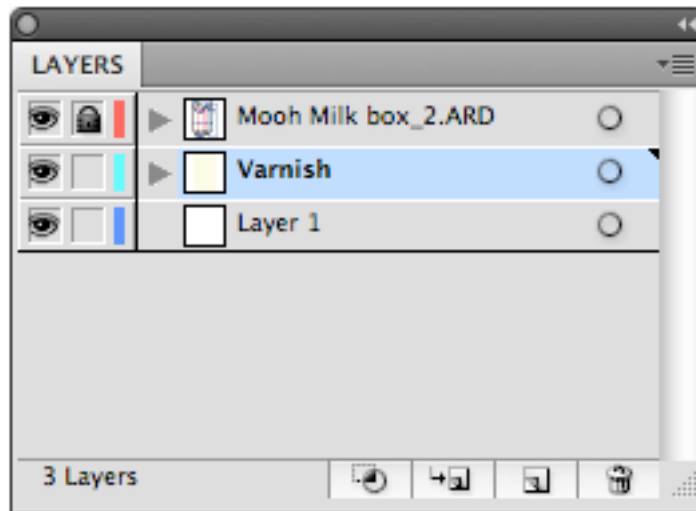 LAYERS
Mooh Milk box_2.ARD
Varnish
Layer 1
3 Layers